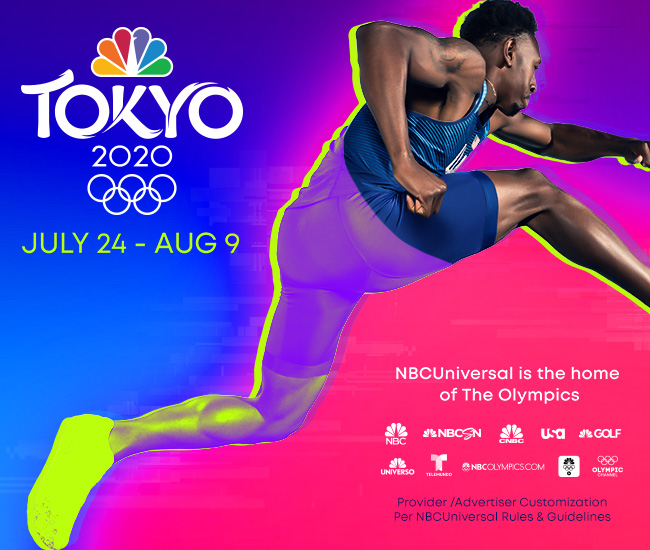 TOKYO
2020
JULY 24 - AUG 9
NBCUniversal is the home
of The Olympics
NBC NBCSN CNBC USA GOLF
UNIVERSO TELEMUNDO NBCOLYMPICS.COM OLYMPIC CHANNEL
Provider /Advertiser Customization
Per NBCUniversal Rules & Guidelines